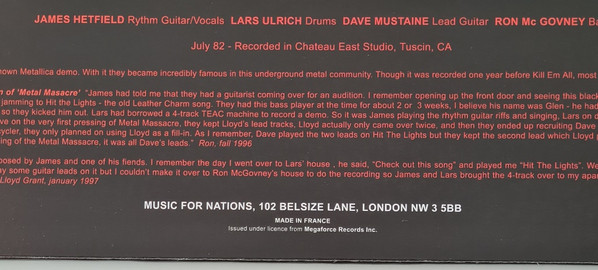 JAMES HETFIELD Rythm Guitar/Vocals LARS ULRICH Drums DAVE MUSTAINE Lead Guitar RON Mc GOVNEY Ba
July 82 - Recorded in Chateau East Studio, Tuscin, CA
nown Metallica demo. With it they became incredibly famous in this underground metal community. Though it was recorded one year before Kill Em All, most
n of 'Metal Massacre' "James had told me that they had a guitarist coming over for an audition. I remember opening up the front door and seeing this blac
jamming to Hit the Lights - the old Leather Charm song. They had this bass player at the time for about 2 or 3 weeks, I believe his name was Glen - he had
so they kicked him out. Lars had borrowed a 4-track TEAC machine to record a demo. So it was James playing the rhythm guitar riffs and singing, Lars on d
ve on the very first pressing of Metal Massacre, they kept Lloyd's lead tracks. Lloyd actually only came over twice, and then they ended up recruiting Dave
cycler, they only planned on using Lloyd as a fill-in. As I remember, Dave played the two leads on Hit The Lights but they kept the second lead which Lloyd p
ing of the Metal Massacre, it was all Dave's leads." Ron, fall 1996
posed by James and one of his fiends. I remember the day I went over to Lars' house , he said, "Check out this song" and played me "Hit The Lights". We
ay some guitar leads on it but I couldn't make it over to Ron McGovney's house to do the recording so James and Lars brought the 4-track over to my apar
Lloyd Grant, january 1997
MUSIC FOR NATIONS, 102 BELSIZE LANE, LONDON NW 3 5BB
MADE IN FRANCE
Issued under licence from Megaforce Records Inc.